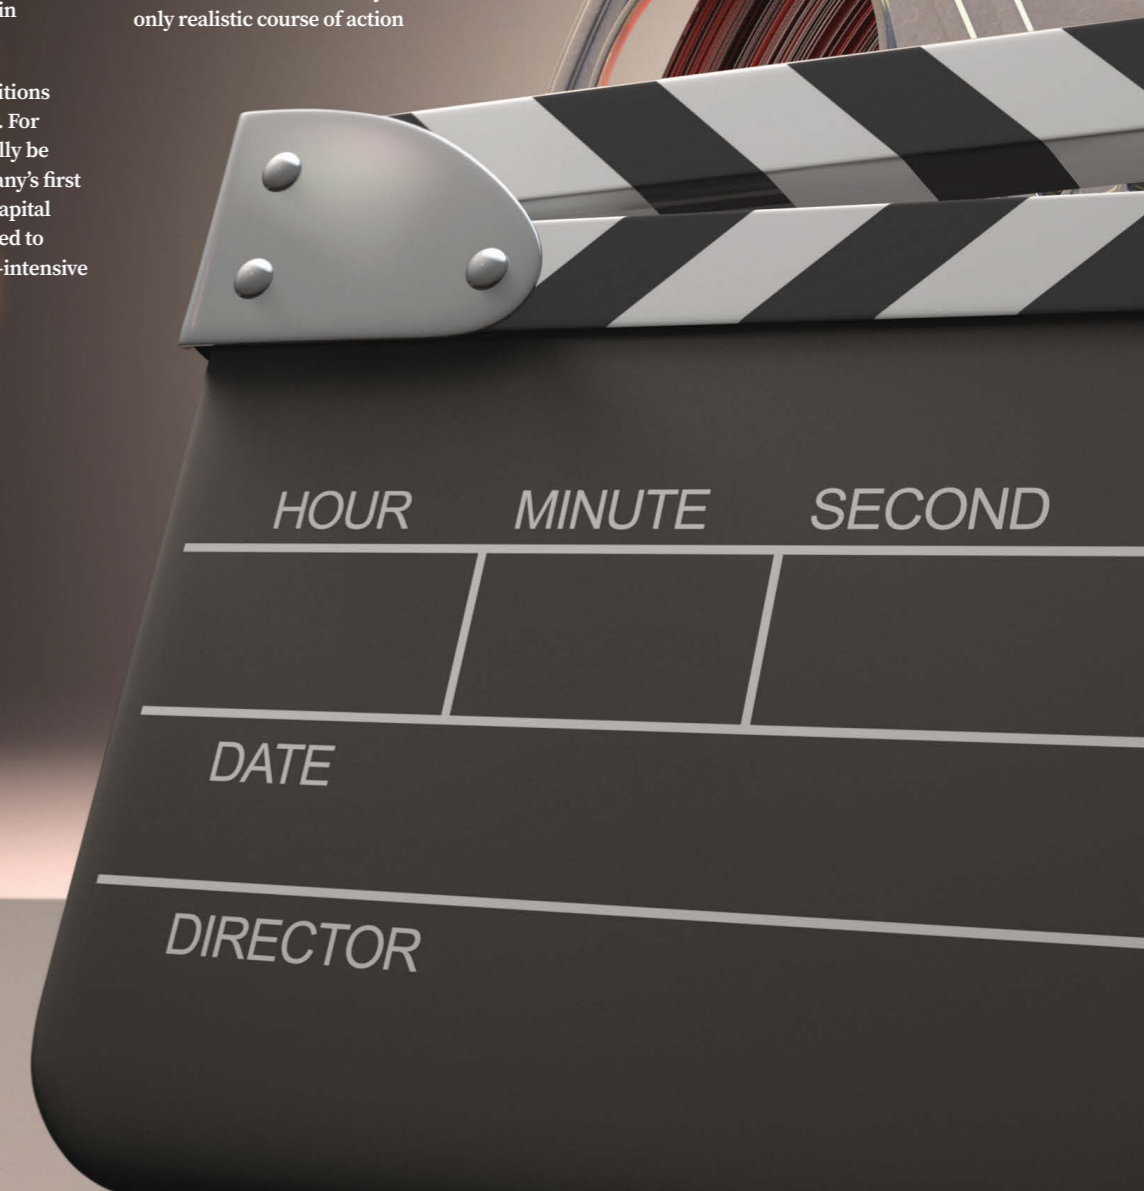 in
itions
. For
lly be
any's first
apital
ed to
-intensive
only realistic course of action
HOUR MINUTE SECOND
DATE
DIRECTOR